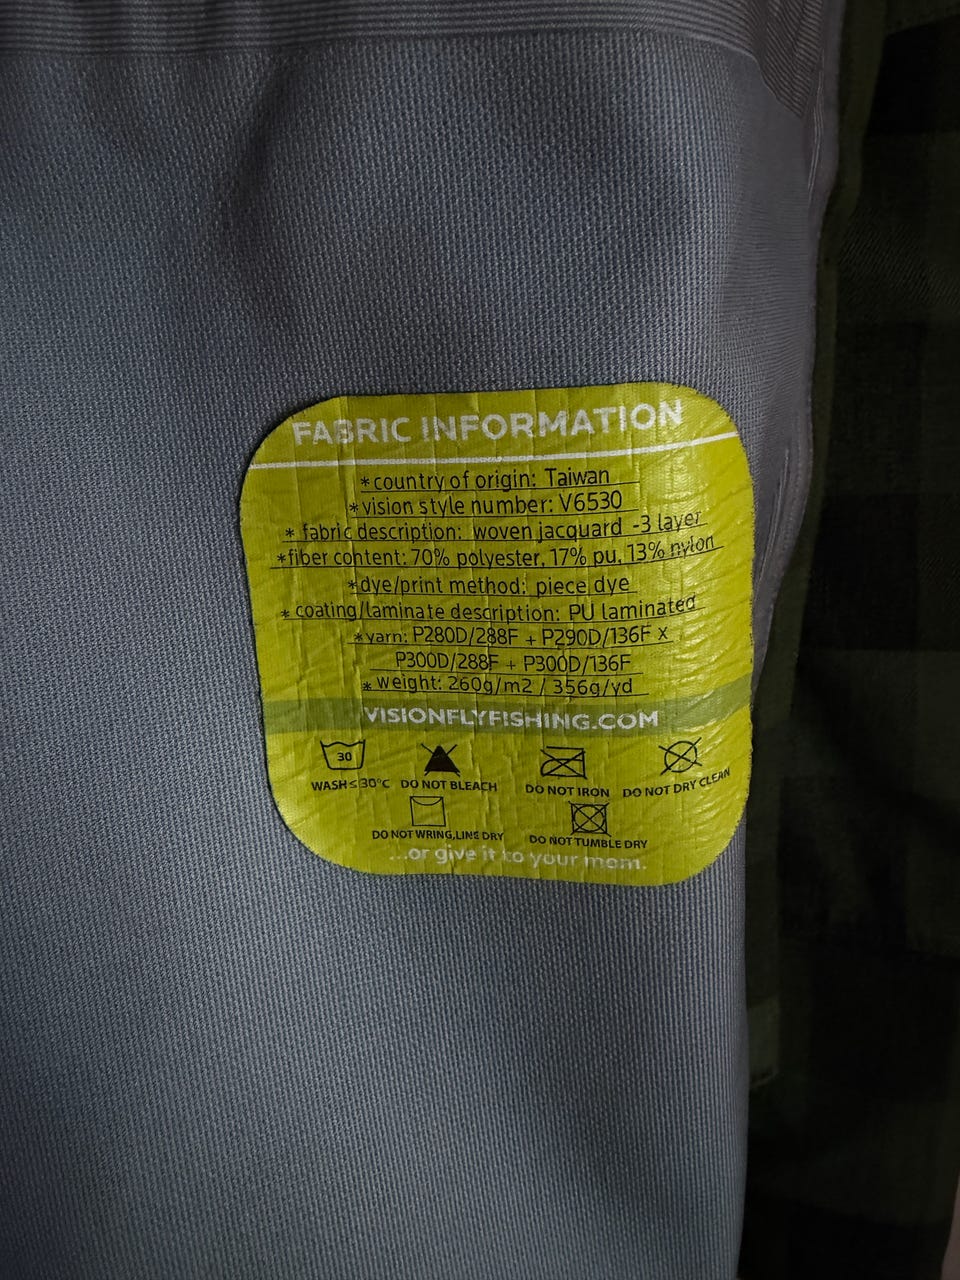 FABRIC INFORMATION
*country of origin: Taiwan
*vision style number: V6530
* fabric description: woven jacquard -3 layer
*fiber content: 70% polyester, 17% pu, 13% nylon
*dye/print method: piece dye
* coating/laminate description: PU laminated
*yarn: P280D/288F + P290D/136F x
P300D/288F + P300D/136F
* weight: 260g/m2 / 356g/yd
VISIONFLYFISHING.COM
30
WASH ≤ 30°C DO NOT BLEACH DO NOT IRON DO NOT DRY CLEAN
DO NOT WRING,LINE DRY DO NOT TUMBLE DRY
...or give it to your mom.